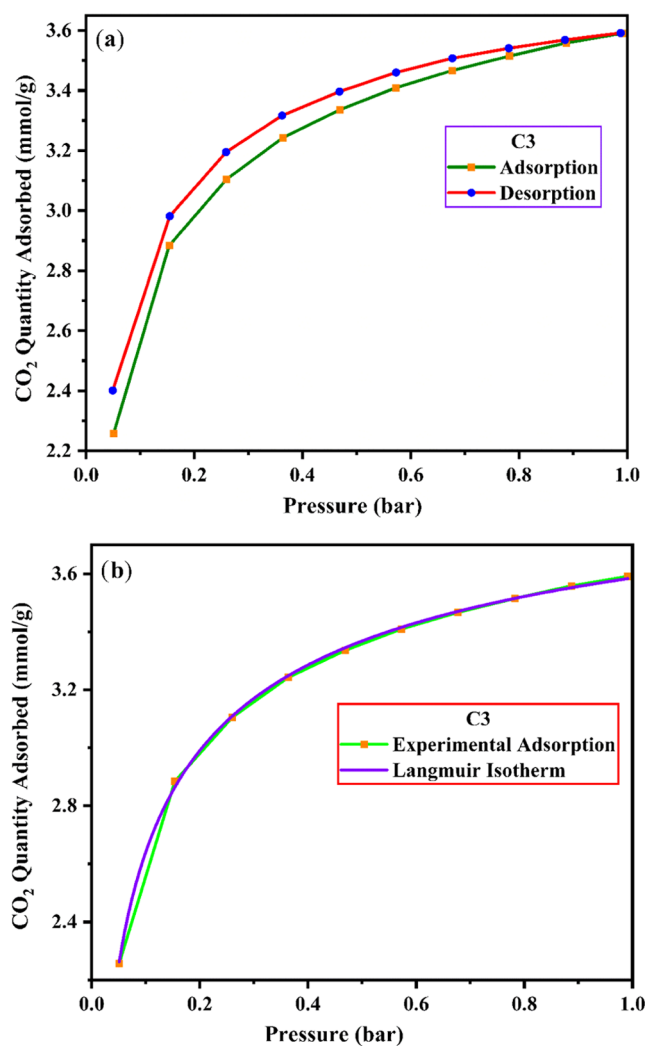 (a)
3.6
3.4
3.2
3.0
2.8
2.6
2.4
2.2
CO₂ Quantity Adsorbed (mmol/g)
C3
Adsorption
Desorption
0.0 0.2 0.4 0.6 0.8 1.0
Pressure (bar)
(b)
3.6
3.2
2.8
2.4
CO₂ Quantity Adsorbed (mmol/g)
C3
Experimental Adsorption
Langmuir Isotherm
0.0 0.2 0.4 0.6 0.8 1.0
Pressure (bar)